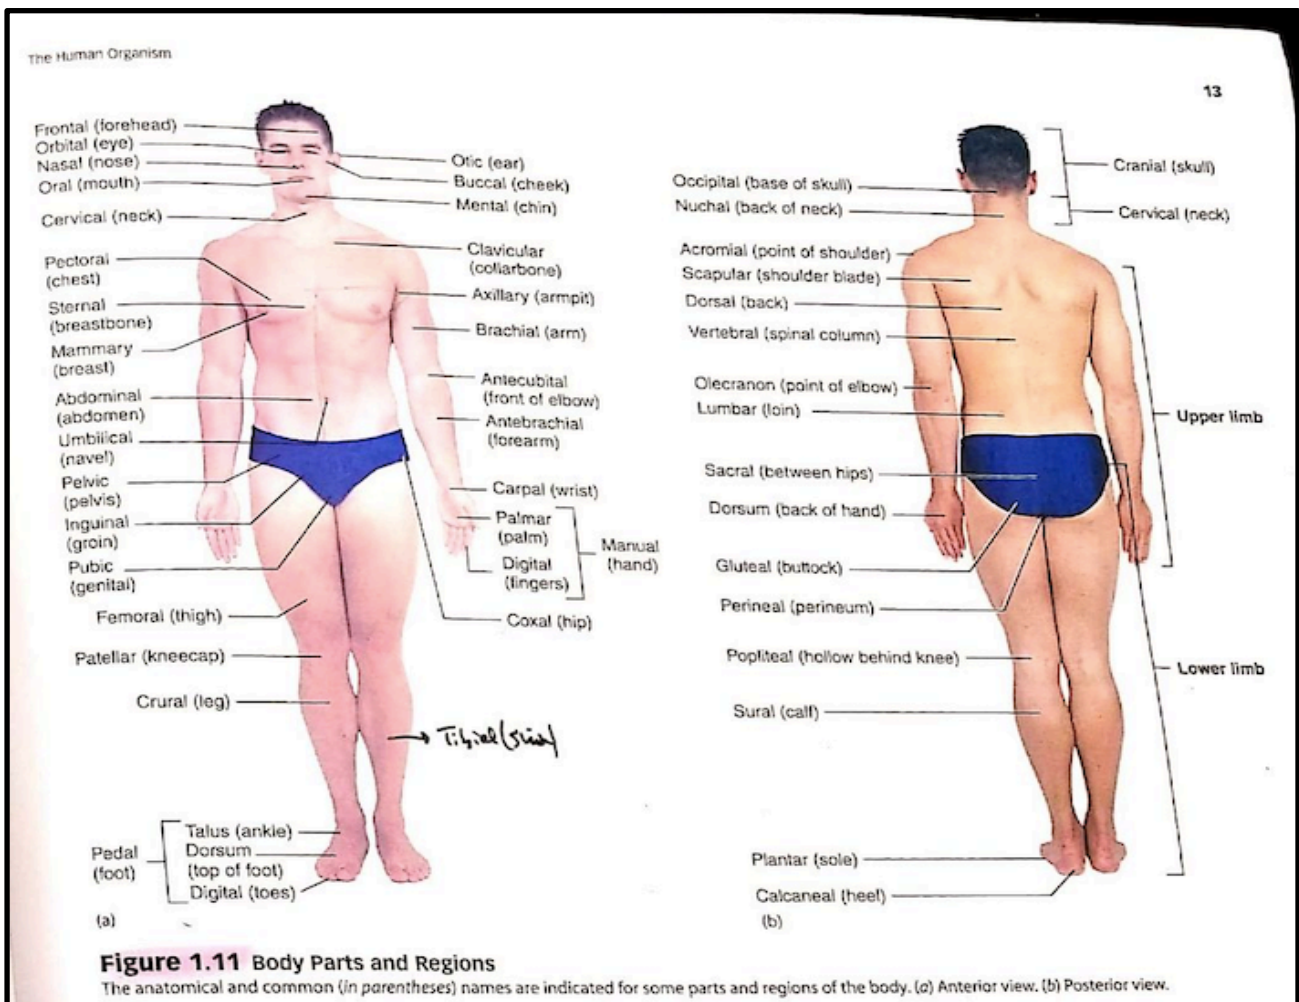 The Human Organism
13
Frontal (forehead)
Orbital (eye)
Nasal (nose)
Oral (mouth)
Cervical (neck)
Pectoral
(chest)
Sternal
(breastbone)
Mammary
(breast)
Abdominal
(abdomen)
Umbilical
(navel)
Pelvic
(pelvis)
Inguinal
(groin)
Pubic
(genital)
Femoral (thigh)
Patellar (kneecap)
Crural (leg)
Pedal
(foot)
Talus (ankle)
Dorsum
(top of foot)
Digital (toes)
(a)
Otic (ear)
Buccal (cheek)
Mental (chin)
Clavicular
(collarbone)
Axillary (armpit)
Brachial (arm)
Antecubital
(front of elbow)
Antebrachial
(forearm)
Carpal (wrist)
Palmar
(palm)
Digital
(fingers)
Manual
(hand)
Coxal (hip)
Tibial (shin)
Occipital (base of skull)
Nuchal (back of neck)
Acromial (point of shoulder)
Scapular (shoulder blade)
Dorsal (back)
Vertebral (spinal column)
Olecranon (point of elbow)
Lumbar (loin)
Sacral (between hips)
Dorsum (back of hand)
Gluteal (buttock)
Perineal (perineum)
Popliteal (hollow behind knee)
Sural (calf)
Plantar (sole)
Calcaneal (heel)
(b)
Cranial (skull)
Cervical (neck)
Upper limb
Lower limb
Figure 1.11 Body Parts and Regions
The anatomical and common (in parentheses) names are indicated for some parts and regions of the body. (a) Anterior view. (b) Posterior view.